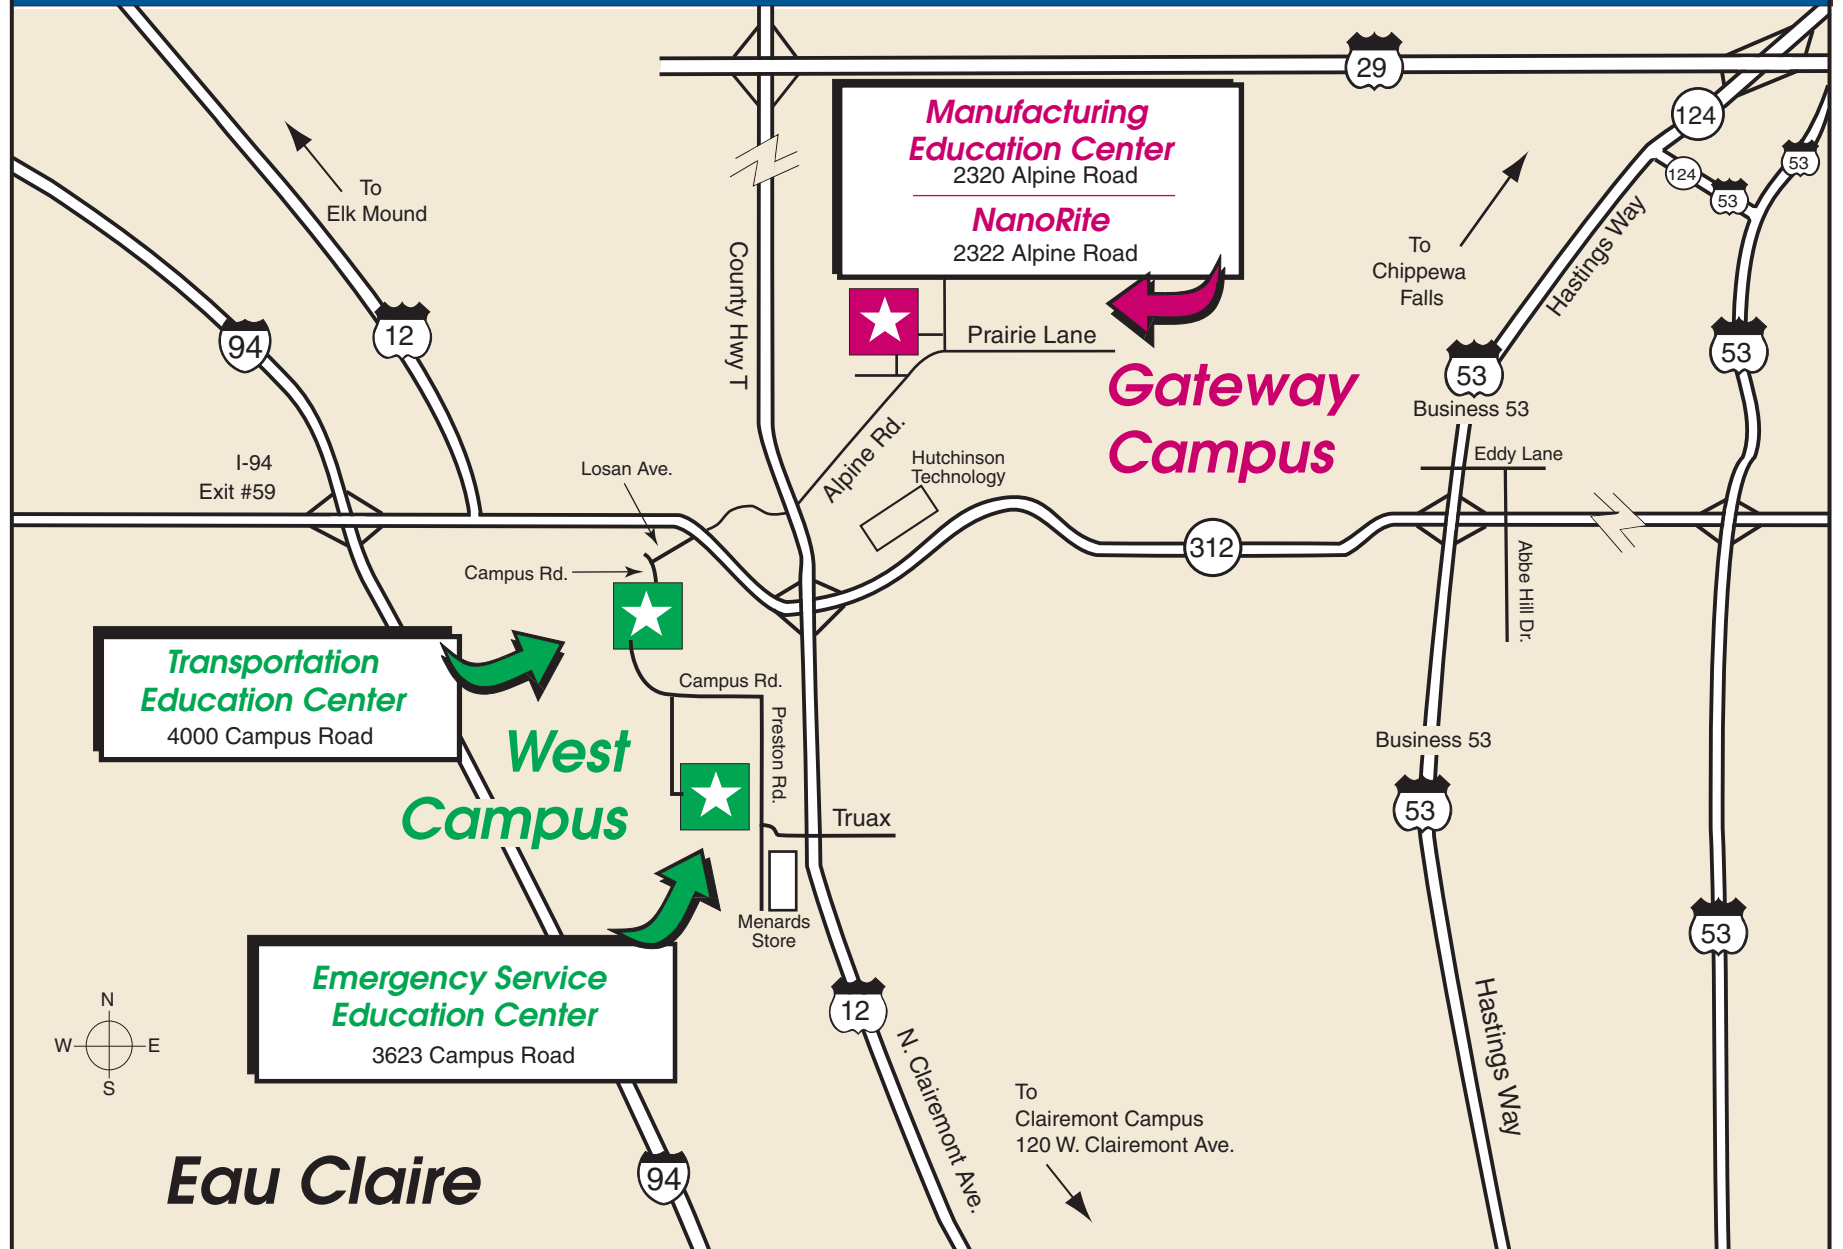 29
Manufacturing
Education Center
2320 Alpine Road
NanoRite
2322 Alpine Road
124
53
124
53
To
Elk Mound
County Hwy T
To
Chippewa
Falls
Hastings Way
94
12
Prairie Lane
53
53
Business 53
Gateway
Campus
Alpine Rd.
Hutchinson
Technology
Eddy Lane
I-94
Exit #59
Losan Ave.
312
Abbe Hill Dr.
Campus Rd.
Transportation
Education Center
4000 Campus Road
Campus Rd.
Preston Rd.
West
Campus
Business 53
53
Truax
Menards
Store
53
Emergency Service
Education Center
3623 Campus Road
12
N. Clairemont Ave.
Hastings Way
N
W
E
S
To
Clairemont Campus
120 W. Clairemont Ave.
Eau Claire
94